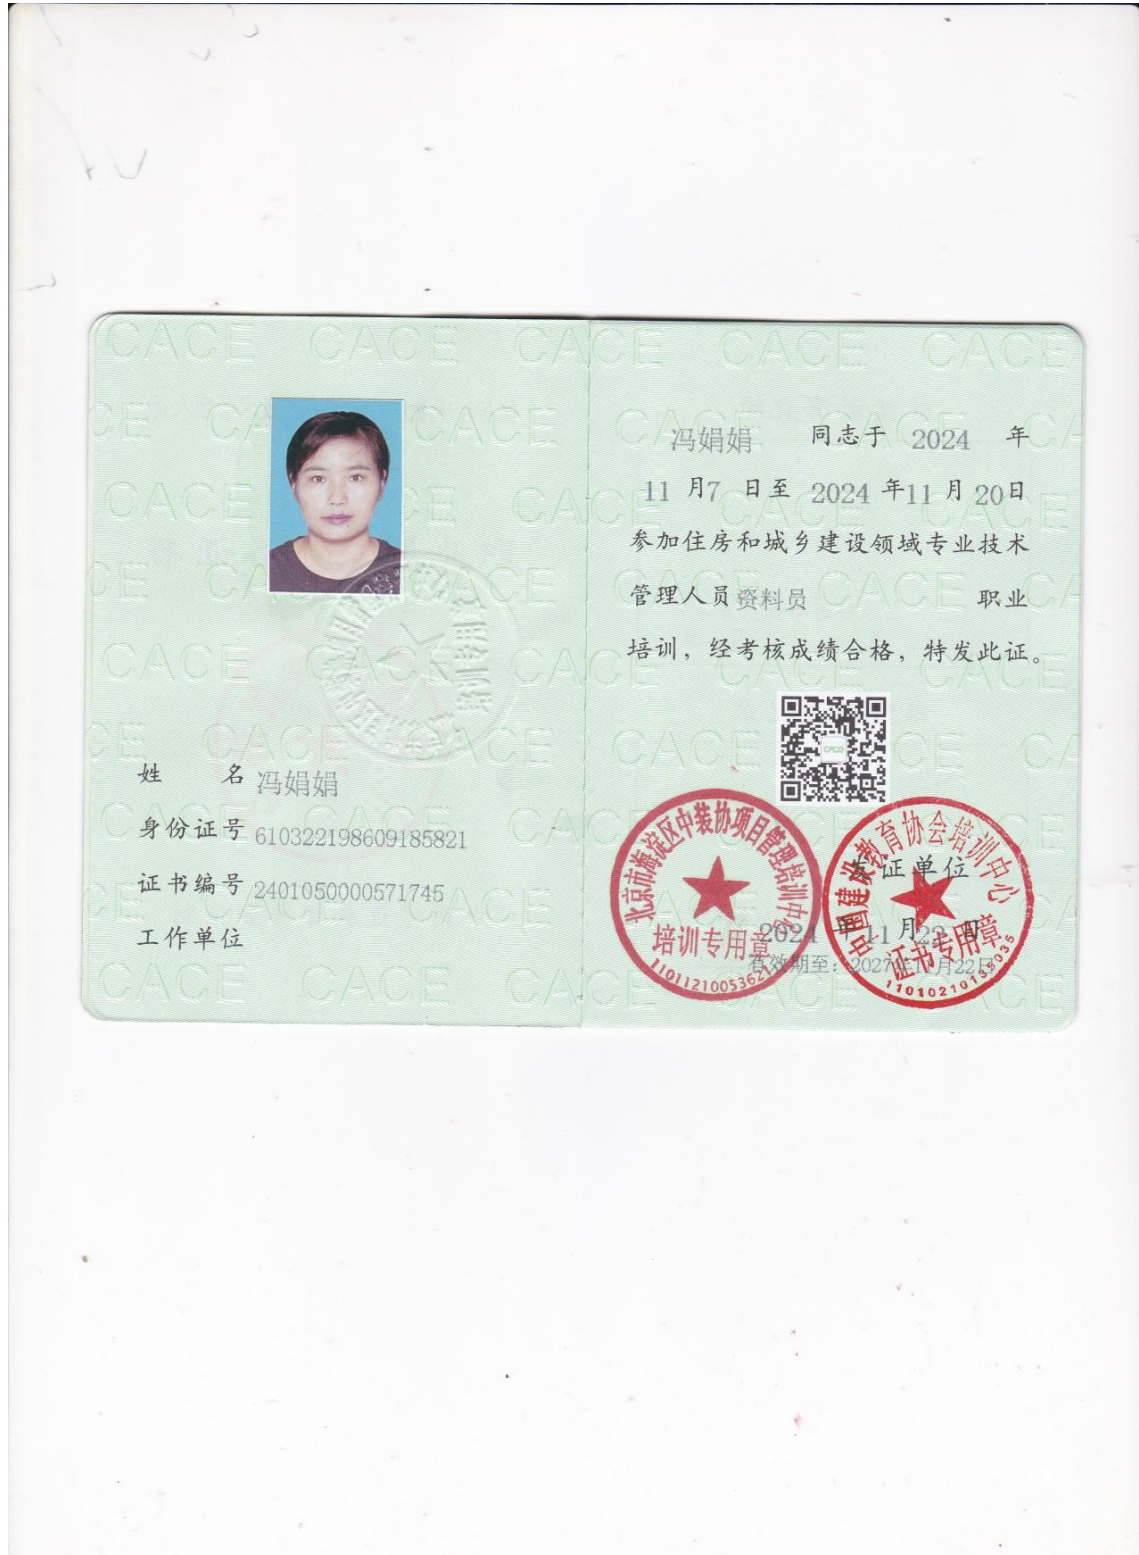 姓 名 冯娟娟
身份证号 610322198609185821
证书编号 2401050000571745
工作单位
冯娟娟 同志于 2024 年
11 月7 日至 2024 年11 月 20日
参加住房和城乡建设领域专业技术
管理人员资料员 职业
培训，经考核成绩合格，特发此证。
发证单位
2024 年 11 月 22 日
有效期至：2027年11月22日
北京市海淀区中装协项目管理培训中心
培训专用章
1101121005362
中国建设教育协会培训中心
证书专用章
11010210135035
CACE